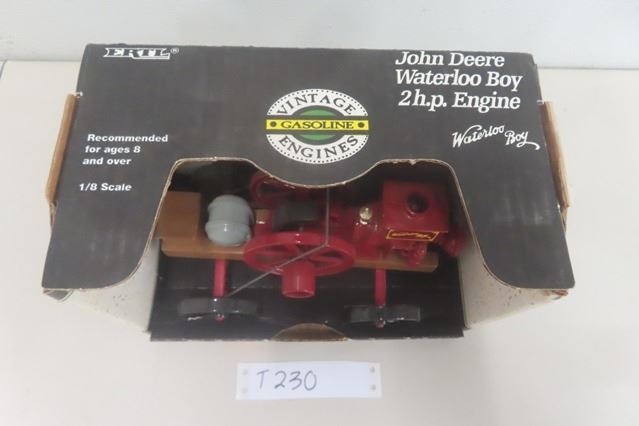 ERTL®
John Deere
Waterloo Boy
2 h.p. Engine
VINTAGE
GASOLINE
ENGINES
Waterloo Boy
Recommended
for ages 8
and over
1/8 Scale
T 230